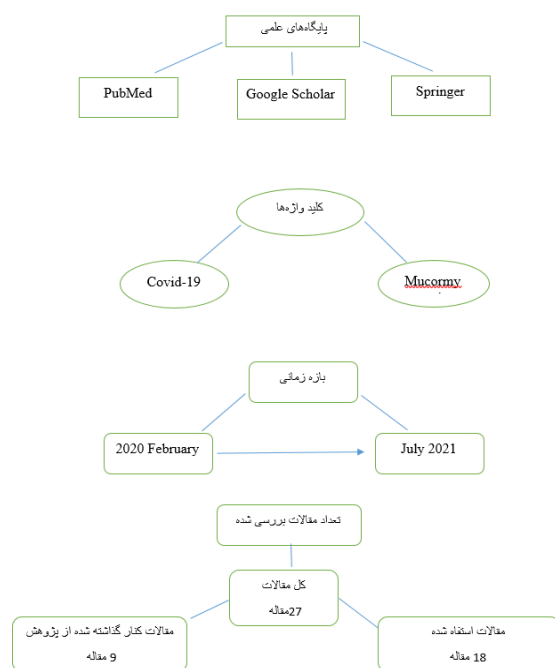 پایگاه‌های علمی
PubMed
Google Scholar
Springer
کلید واژه‌ها
Covid-19
Mucormy
بازه زمانی
2020 February
July 2021
تعداد مقالات بررسی شده
کل مقالات
27مقاله
مقالات کنار گذاشته شده از پژوهش
9 مقاله
مقالات استفاه شده
18 مقاله